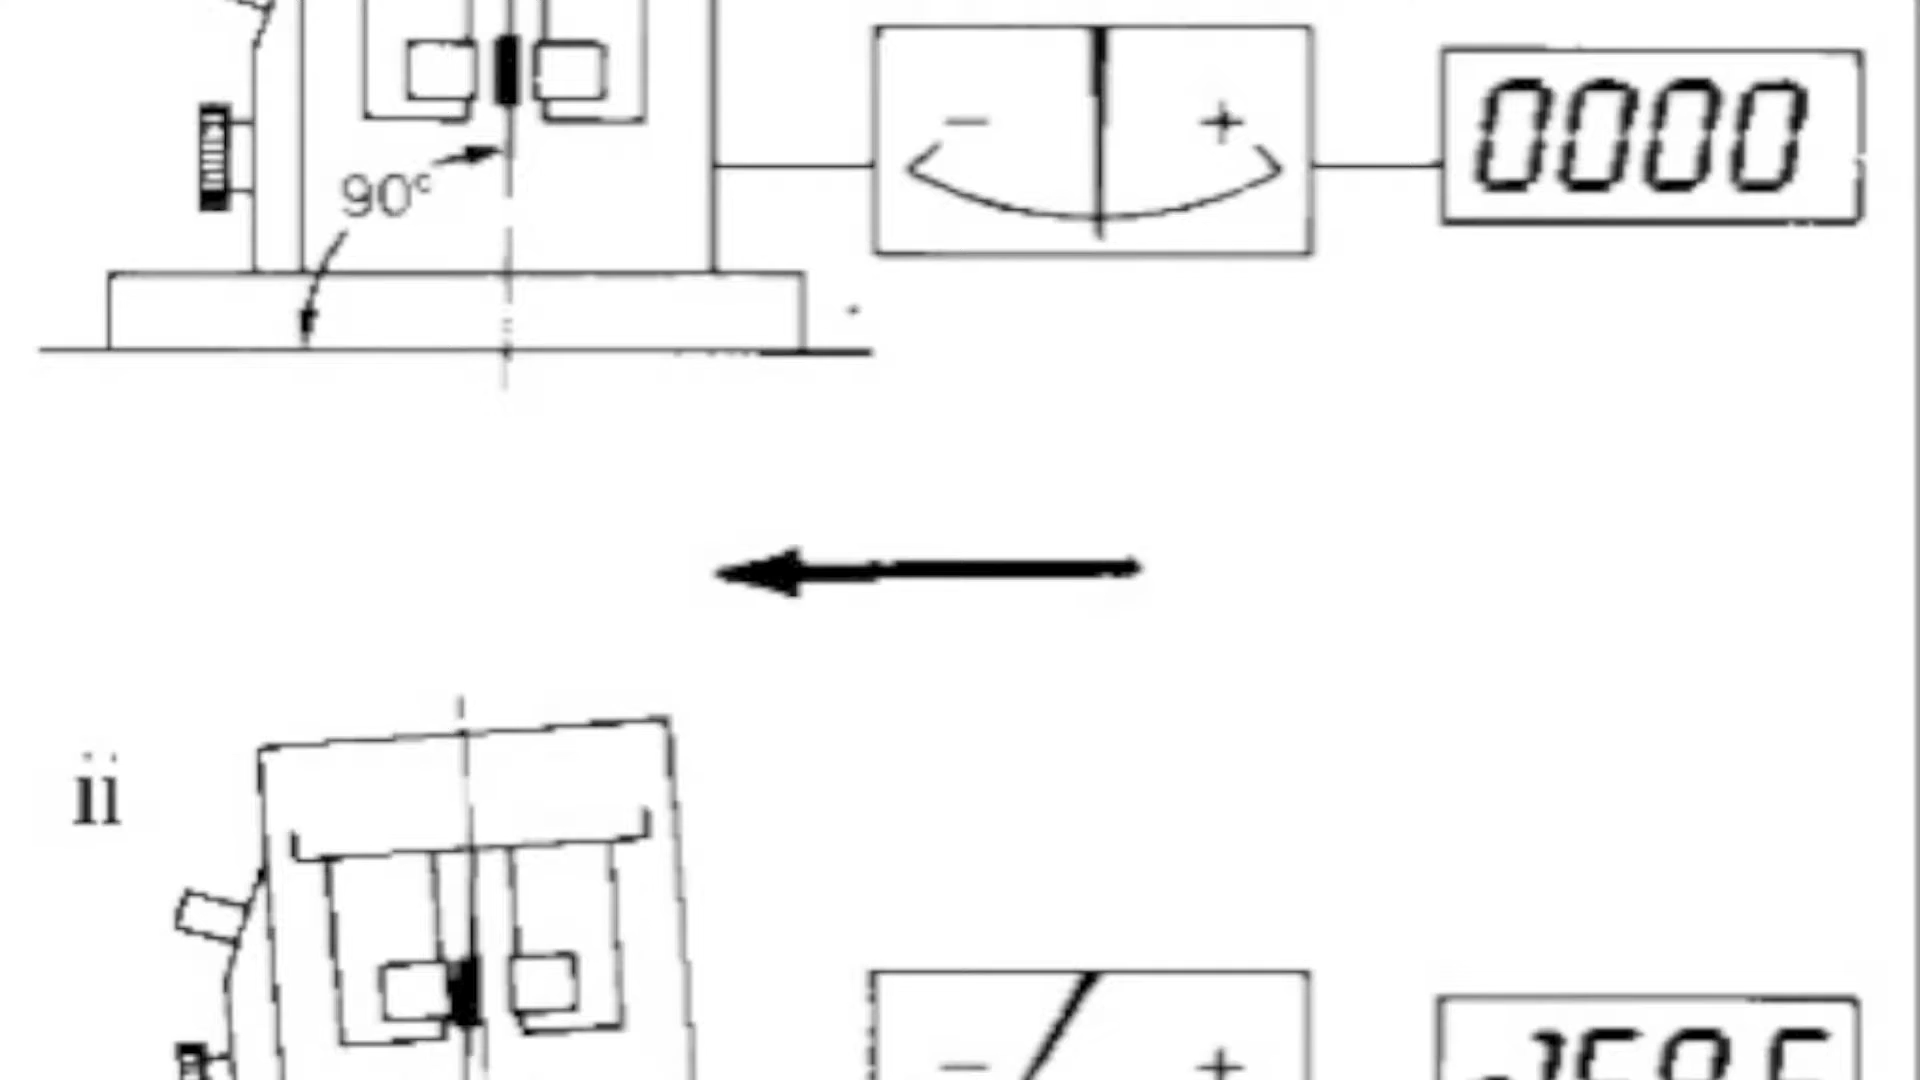 − +
0000
90°
ii
− +